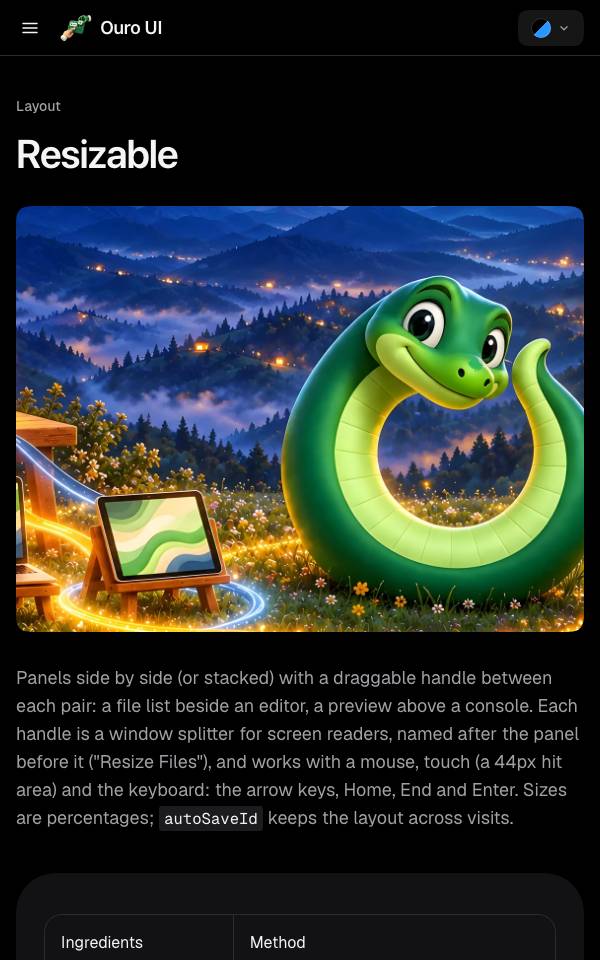 Ouro UI
Layout
Resizable
Panels side by side (or stacked) with a draggable handle between
each pair: a file list beside an editor, a preview above a console. Each
handle is a window splitter for screen readers, named after the panel
before it ("Resize Files"), and works with a mouse, touch (a 44px hit
area) and the keyboard: the arrow keys, Home, End and Enter. Sizes
are percentages; autoSaveId keeps the layout across visits.
Ingredients
Method